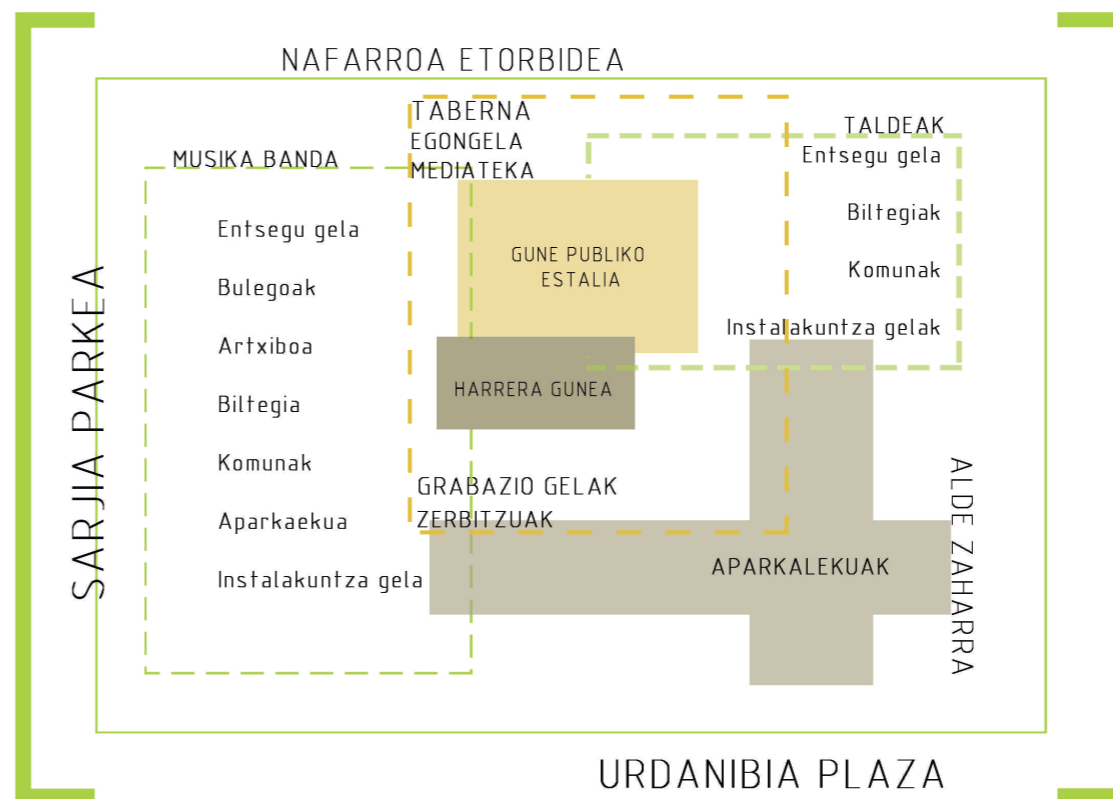 NAFARROA ETORBIDEA
TABERNA
EGONGELA
MEDIATEKA
TALDEAK
Entsegu gela
Biltegiak
Komunak
Instalakuntza gelak
MUSIKA BANDA
Entsegu gela
Bulegoak
Artxiboa
Biltegia
Komunak
Aparkaekua
Instalakuntza gela
GUNE PUBLIKO
ESTALIA
HARRERA GUNEA
GRABAZIO GELAK
ZERBITZUAK
APARKALEKUAK
SARJIA PARKEA
ALDE ZAHARRA
URDANIBIA PLAZA